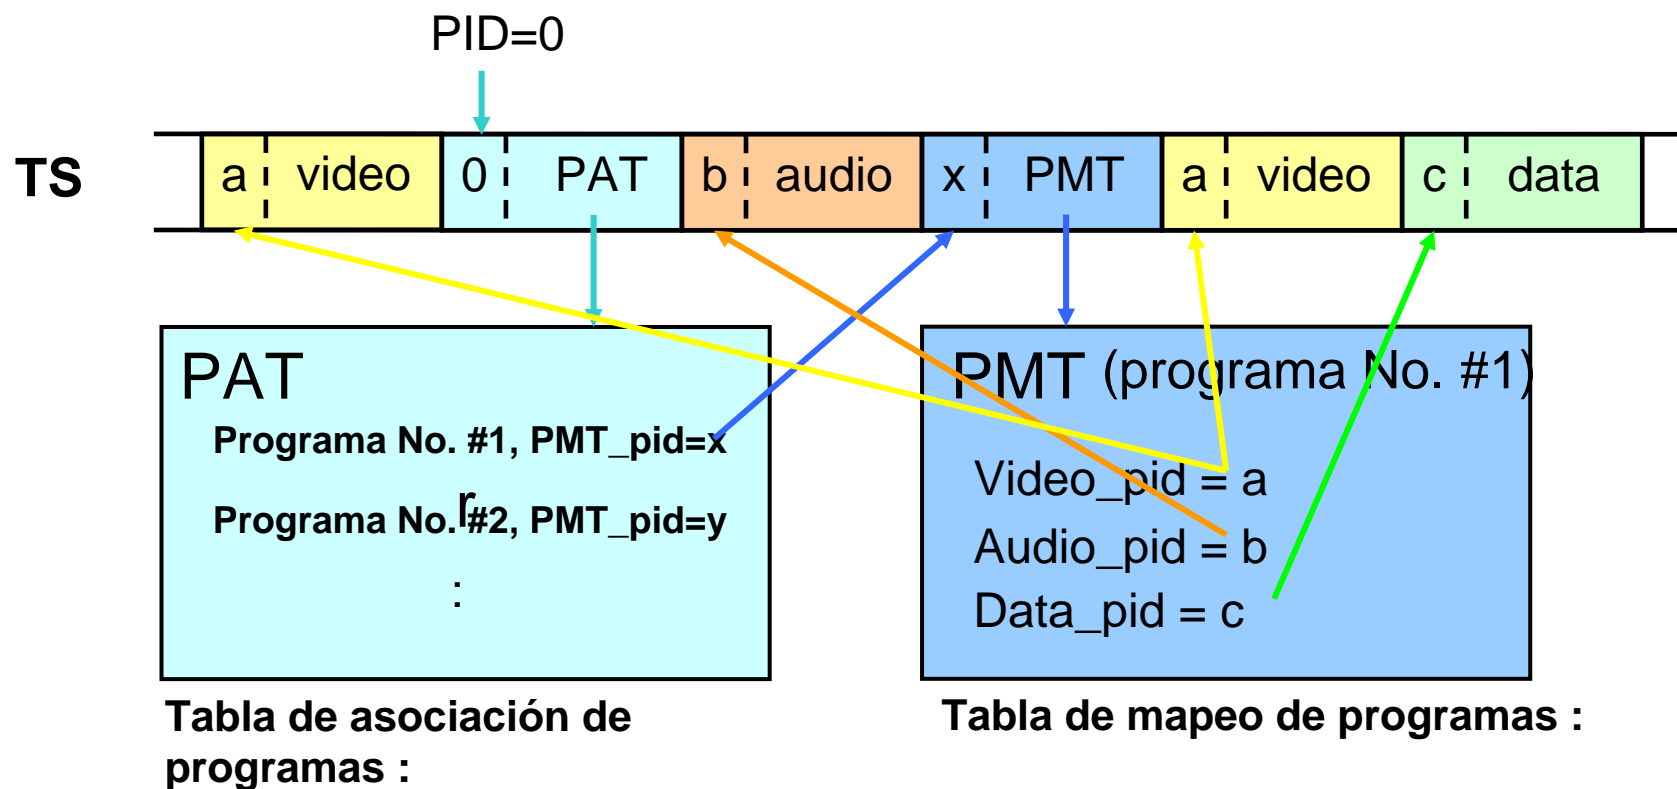 PID=0
TS
a video 0 PAT b audio x PMT a video c data
PAT
Programa No. #1, PMT_pid=x
r
Programa No. #2, PMT_pid=y
:
PMT (programa No. #1)
Video_pid = a
Audio_pid = b
Data_pid = c
Tabla de asociación de
programas :
Tabla de mapeo de programas :